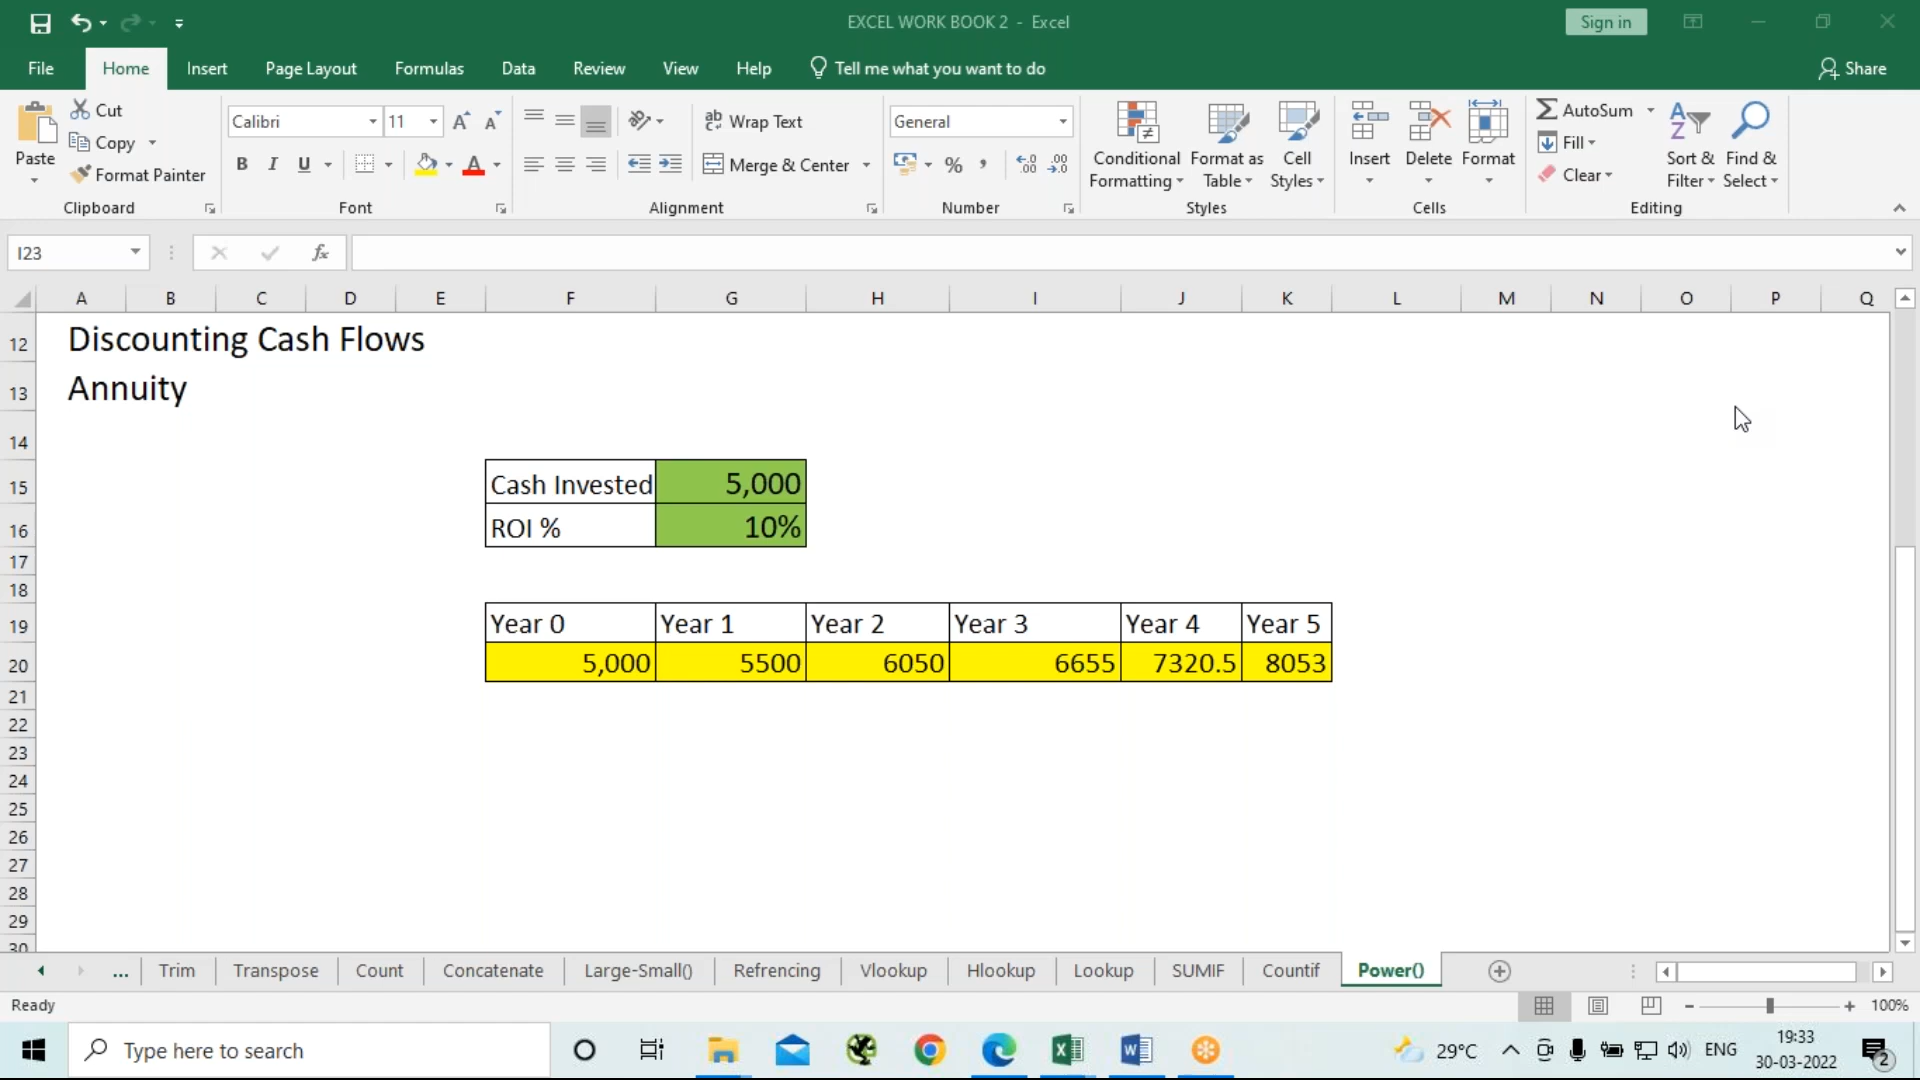 EXCEL WORK BOOK 2 - Excel
Sign in
File Home Insert Page Layout Formulas Data Review View Help Tell me what you want to do Share
Cut
Copy
Format Painter
Paste
Clipboard
Calibri 11
B I U
Font
Wrap Text
Merge & Center
Alignment
General
%
Number
Conditional Formatting
Format as Table
Cell Styles
Styles
Insert Delete Format
Cells
AutoSum
Fill
Clear
Sort & Filter
Find & Select
Editing
I23 fx
A B C D E F G H I J K L M N O P Q
12 Discounting Cash Flows
13 Annuity
14
15 Cash Invested 5,000
16 ROI % 10%
17
18
19 Year 0 Year 1 Year 2 Year 3 Year 4 Year 5
20 5,000 5500 6050 6655 7320.5 8053
21
22
23
24
25
26
27
28
29
30
... Trim Transpose Count Concatenate Large-Small() Refrencing Vlookup Hlookup Lookup SUMIF Countif Power()
Ready 100%
Type here to search 29°C ENG 19:33
30-03-2022 2